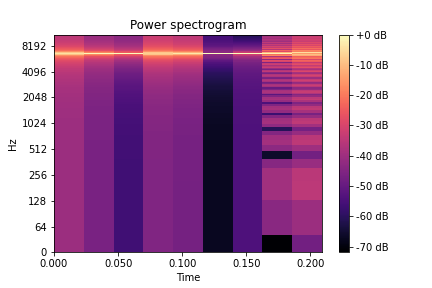 Power spectrogram
Hz
8192
4096
2048
1024
512
256
128
64
0
0.000 0.050 0.100 0.150 0.200
Time
+0 dB
-10 dB
-20 dB
-30 dB
-40 dB
-50 dB
-60 dB
-70 dB